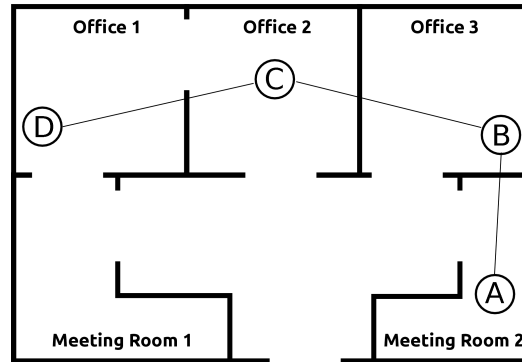 Office 1
Office 2
Office 3
C
D
B
A
Meeting Room 1
Meeting Room 2